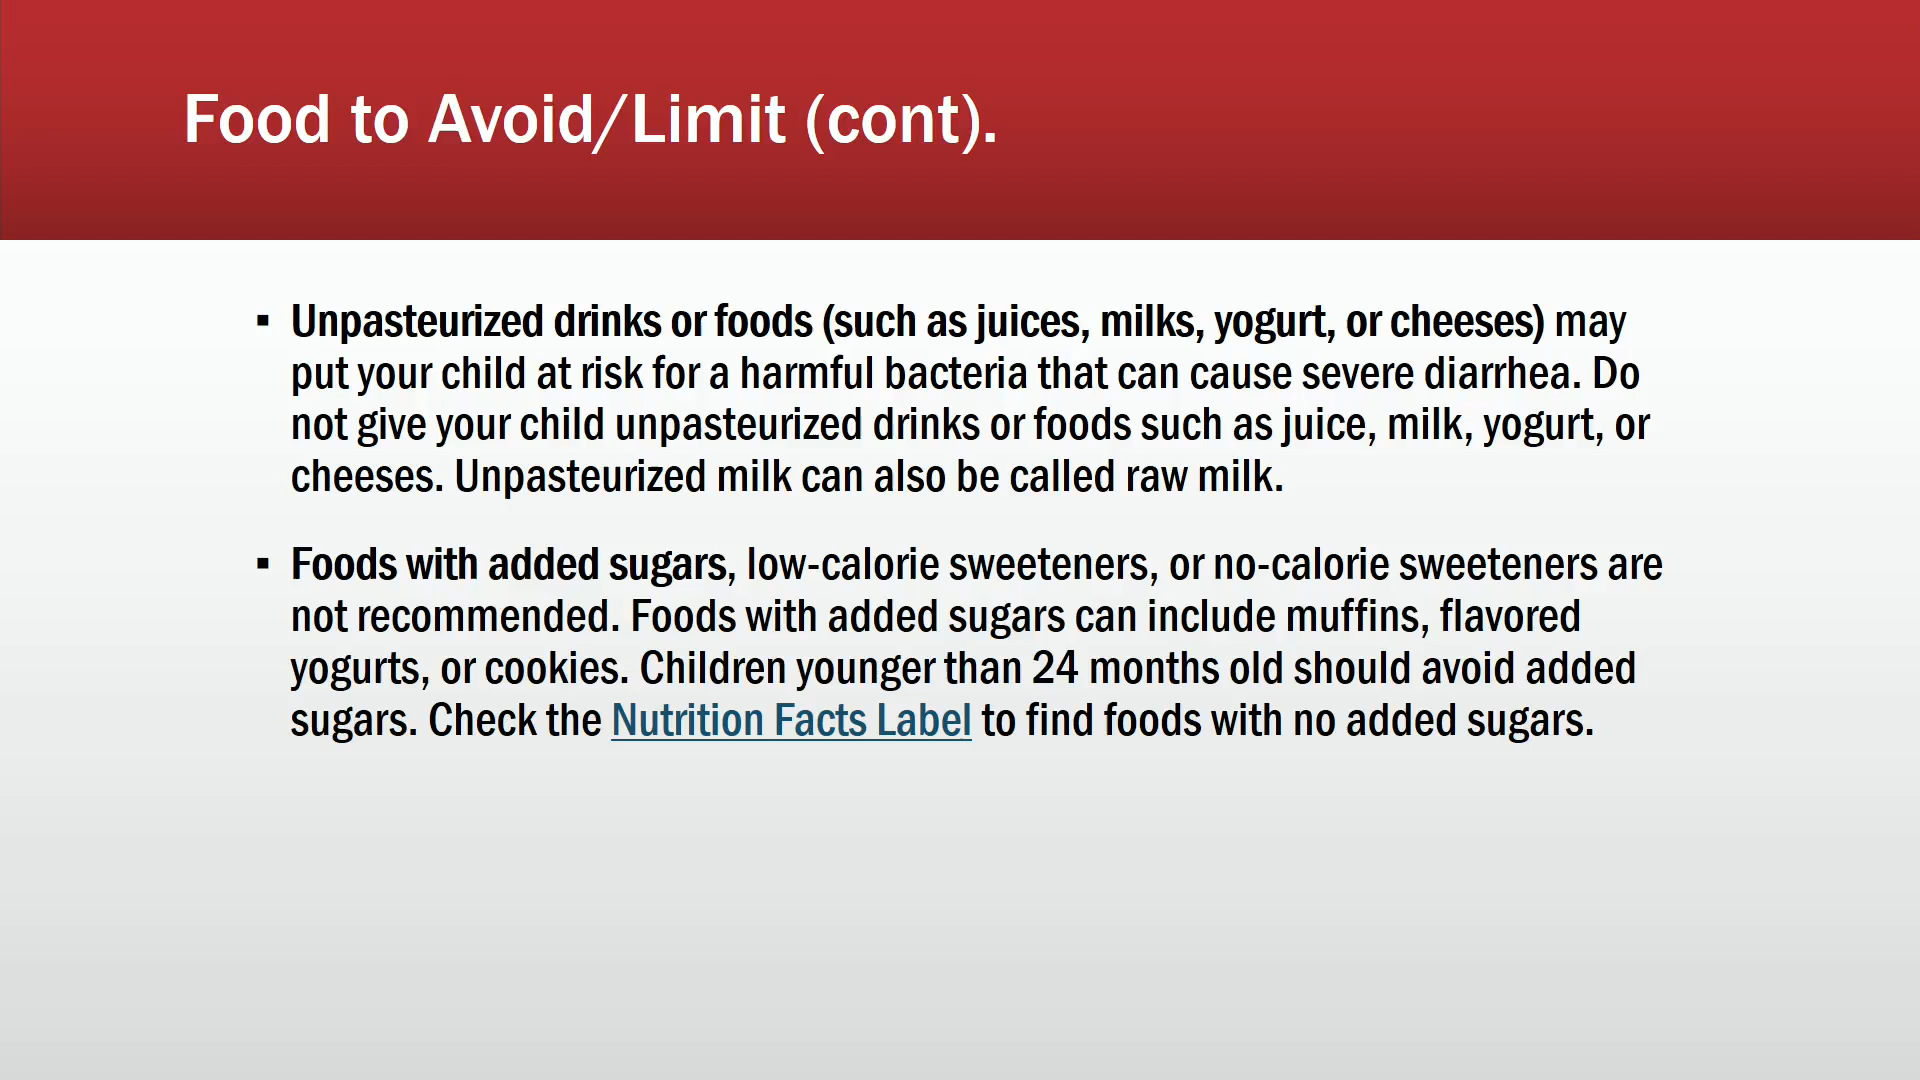 Food to Avoid/Limit (cont).
▪ Unpasteurized drinks or foods (such as juices, milks, yogurt, or cheeses) may
put your child at risk for a harmful bacteria that can cause severe diarrhea. Do
not give your child unpasteurized drinks or foods such as juice, milk, yogurt, or
cheeses. Unpasteurized milk can also be called raw milk.
▪ Foods with added sugars, low-calorie sweeteners, or no-calorie sweeteners are
not recommended. Foods with added sugars can include muffins, flavored
yogurts, or cookies. Children younger than 24 months old should avoid added
sugars. Check the Nutrition Facts Label to find foods with no added sugars.